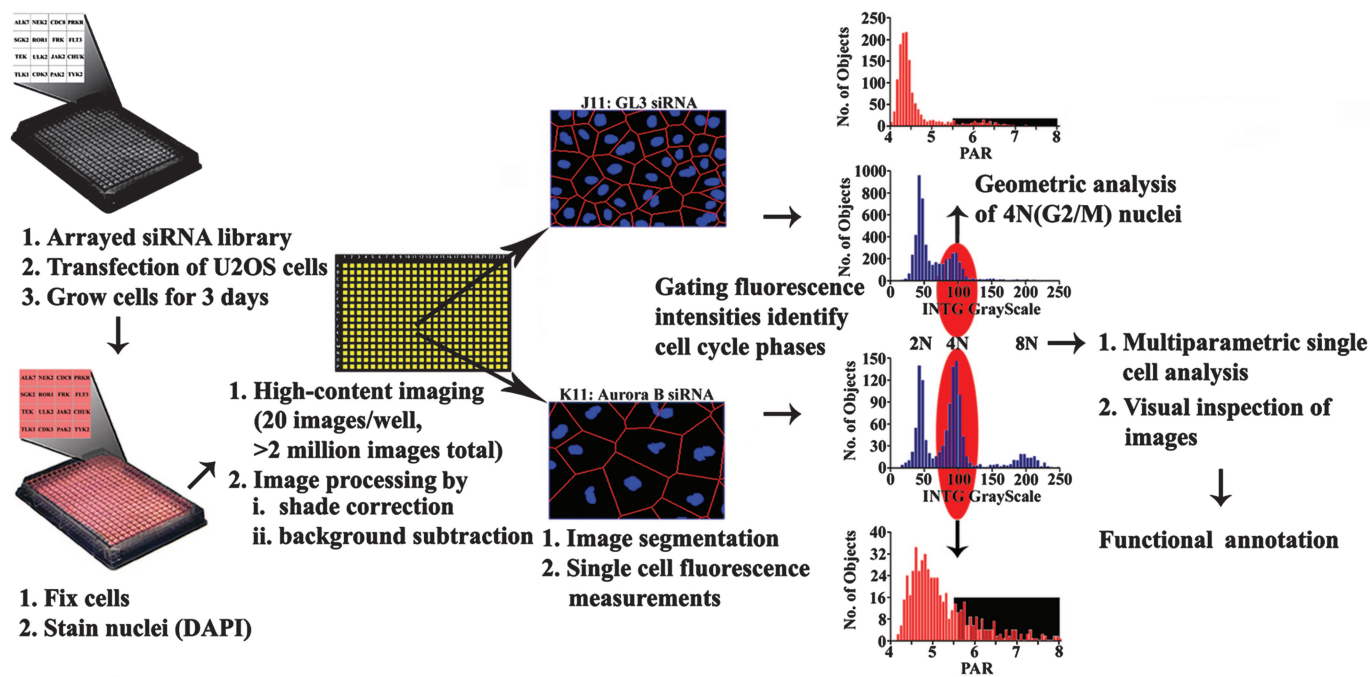 ALK7 NEK2 CDC8 PRKR
SGK2 ROR1 FRK FLT3
TEK ULK2 JAK2 CHUK
TLK1 CDK3 PAK2 TYK2
1. Arrayed siRNA library
2. Transfection of U2OS cells
3. Grow cells for 3 days
ALK7 NEK2 CDC8 PRKR
SGK2 ROR1 FRK FLT3
TEK ULK2 JAK2 CHUK
TLK1 CDK3 PAK2 TYK2
1. Fix cells
2. Stain nuclei (DAPI)
1. High-content imaging
(20 images/well,
>2 million images total)
2. Image processing by
i. shade correction
ii. background subtraction
J11: GL3 siRNA
K11: Aurora B siRNA
1. Image segmentation
2. Single cell fluorescence
measurements
Gating fluorescence
intensities identify
cell cycle phases
No. of Objects
250
200
150
100
50
0
4 5 6 7 8
PAR
Geometric analysis
of 4N(G2/M) nuclei
No. of Objects
1000
800
600
400
200
0
0 50 100 150 200 250
INTG GrayScale
2N 4N 8N
No. of Objects
150
120
90
60
30
0
0 50 100 150 200 250
INTG GrayScale
No. of Objects
40
32
24
16
8
0
4 5 6 7 8
PAR
1. Multiparametric single
cell analysis
2. Visual inspection of
images
Functional annotation